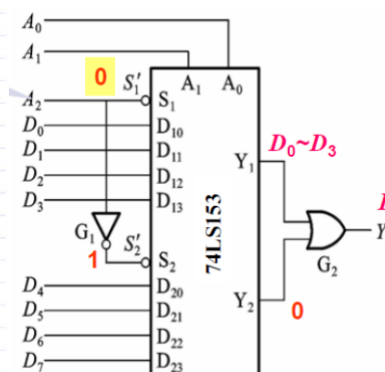 A₀
A₁
0 S₁′ A₁ A₀
A₂ S₁
D₀ D₁₀
D₁ D₁₁ Y₁ D₀~D₃
D₂ D₁₂
D₃ D₁₃
G₁ S₂′ 74LS153 Y
1 S₂ G₂
D₄ D₂₀ Y₂ 0
D₅ D₂₁
D₆ D₂₂
D₇ D₂₃